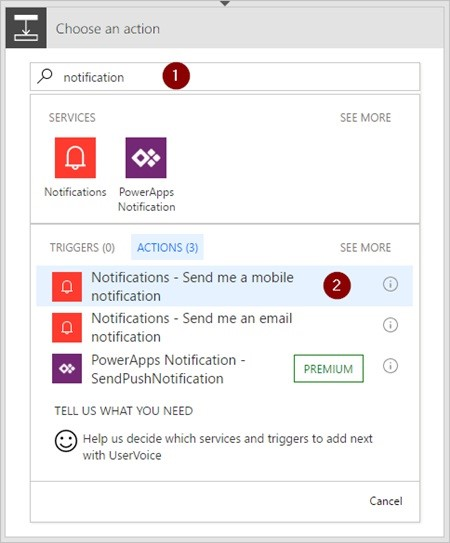 Choose an action
notification
1
SERVICES SEE MORE
Notifications PowerApps
Notification
TRIGGERS (0) ACTIONS (3) SEE MORE
Notifications - Send me a mobile
notification
2
Notifications - Send me an email
notification
PowerApps Notification -
SendPushNotification
PREMIUM
TELL US WHAT YOU NEED
Help us decide which services and triggers to add next
with UserVoice
Cancel